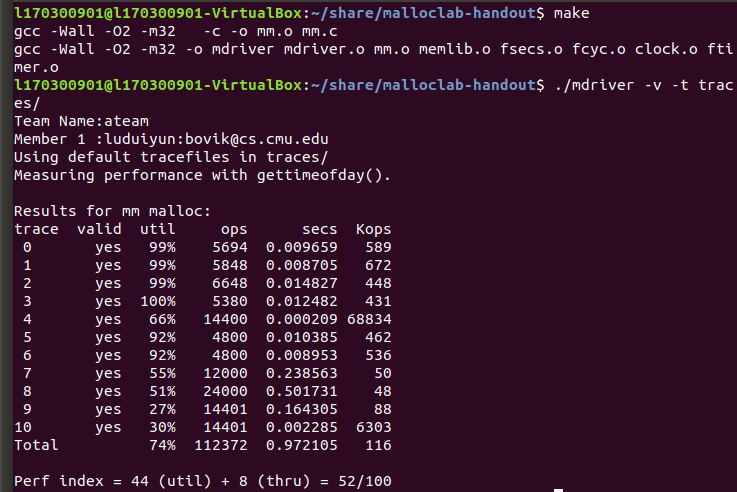 l170300901@l170300901-VirtualBox:~/share/malloclab-handout$ make
gcc -Wall -O2 -m32   -c -o mm.o mm.c
gcc -Wall -O2 -m32 -o mdriver mdriver.o mm.o memlib.o fsecs.o fcyc.o clock.o fti
mer.o
l170300901@l170300901-VirtualBox:~/share/malloclab-handout$ ./mdriver -v -t trac
es/
Team Name:ateam
Member 1 :luduiyun:bovik@cs.cmu.edu
Using default tracefiles in traces/
Measuring performance with gettimeofday().

Results for mm malloc:
trace  valid  util     ops      secs  Kops
 0       yes   99%    5694  0.009659   589
 1       yes   99%    5848  0.008705   672
 2       yes   99%    6648  0.014827   448
 3       yes  100%    5380  0.012482   431
 4       yes   66%   14400  0.000209 68834
 5       yes   92%    4800  0.010385   462
 6       yes   92%    4800  0.008953   536
 7       yes   55%   12000  0.238563    50
 8       yes   51%   24000  0.501731    48
 9       yes   27%   14401  0.164305    88
10       yes   30%   14401  0.002285  6303
Total          74%  112372  0.972105   116

Perf index = 44 (util) + 8 (thru) = 52/100